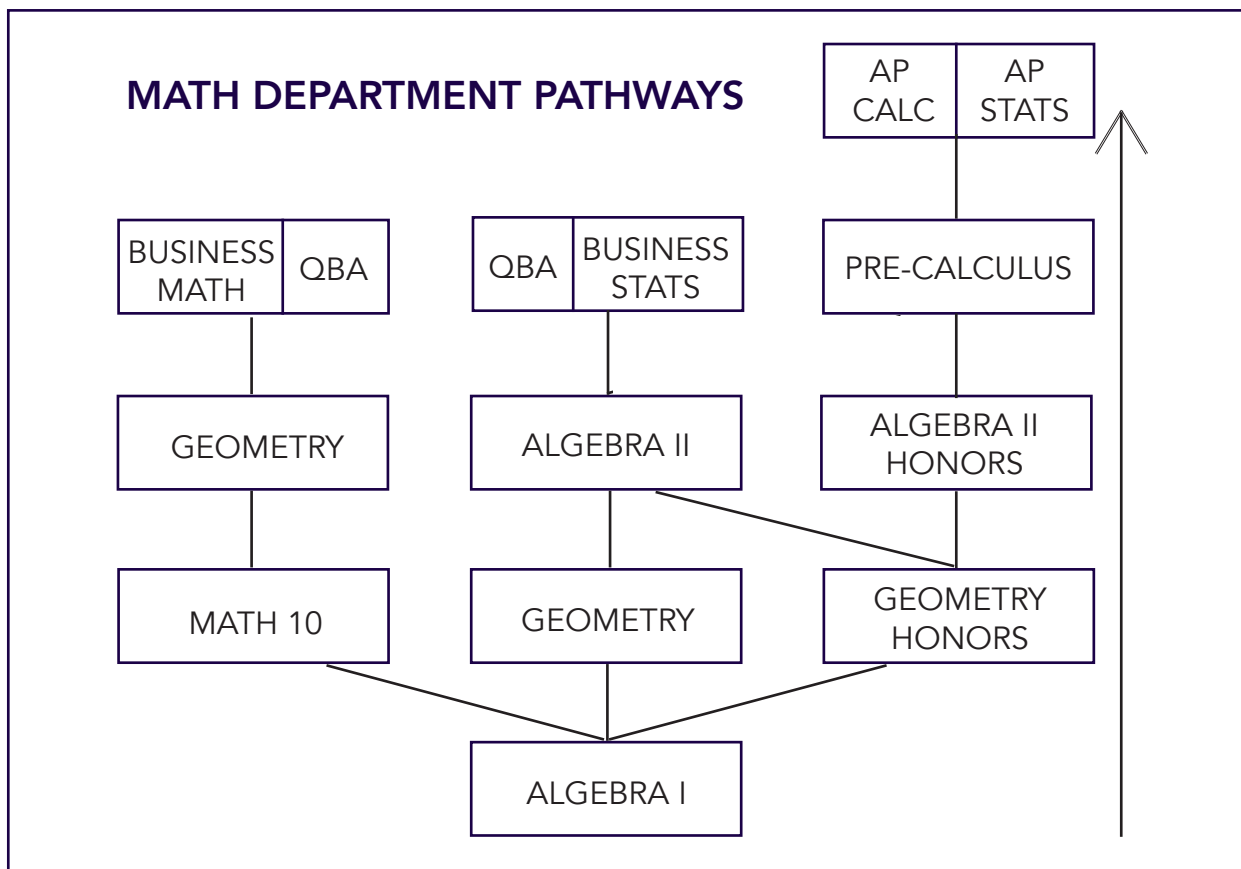 MATH DEPARTMENT PATHWAYS
AP
CALC
AP
STATS
BUSINESS
MATH
QBA
QBA
BUSINESS
STATS
PRE-CALCULUS
GEOMETRY
ALGEBRA II
ALGEBRA II
HONORS
MATH 10
GEOMETRY
GEOMETRY
HONORS
ALGEBRA I